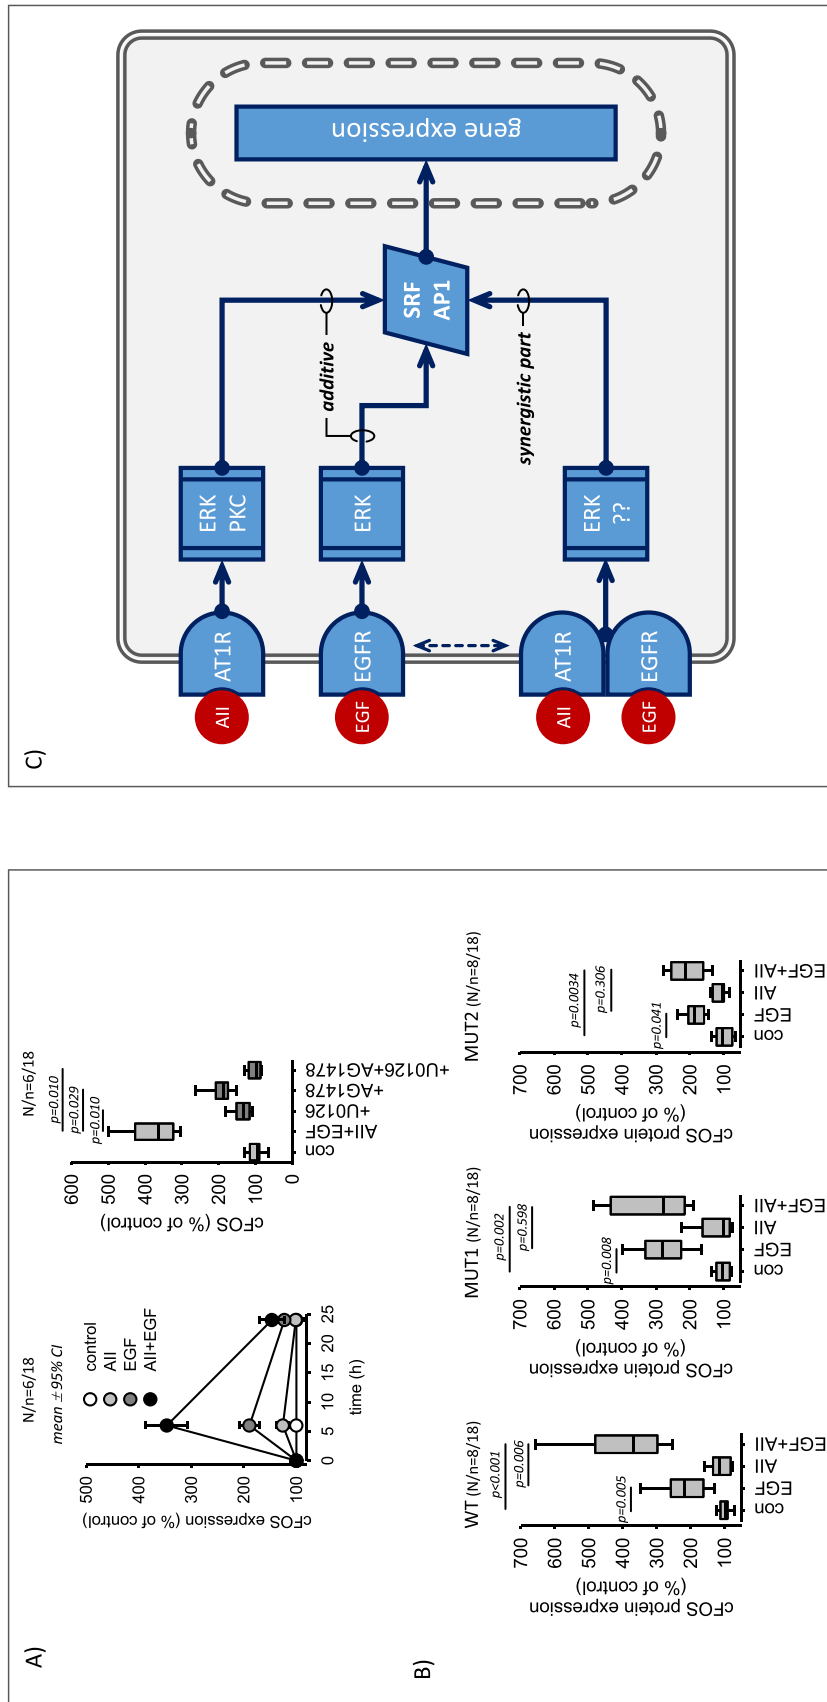 A)
N/n=6/18
mean ± 95% CI
control
AII
EGF
AII+EGF
cFOS expression (% of control)
500
400
300
200
100
0
5
10
15
20
25
time (h)
N/n=6/18
p=0.010
p=0.029
p=0.010
cFOS (% of control)
600
500
400
300
200
100
0
con
AII+EGF
+U0126
+AG1478
+U0126+AG1478
B)
WT (N/n=8/18)
p<0.001
p=0.006
p=0.005
cFOS protein expression
(% of control)
700
600
500
400
300
200
100
con
EGF
AII
EGF+AII
MUT1 (N/n=8/18)
p=0.002
p=0.598
p=0.008
cFOS protein expression
(% of control)
700
600
500
400
300
200
100
con
EGF
AII
EGF+AII
MUT2 (N/n=8/18)
p=0.0034
p=0.306
p=0.041
cFOS protein expression
(% of control)
700
600
500
400
300
200
100
con
EGF
AII
EGF+AII
C)
AII
AT1R
ERK
PKC
EGF
EGFR
ERK
additive
SRF
AP1
gene expression
AII
AT1R
EGF
EGFR
ERK
??
synergistic part